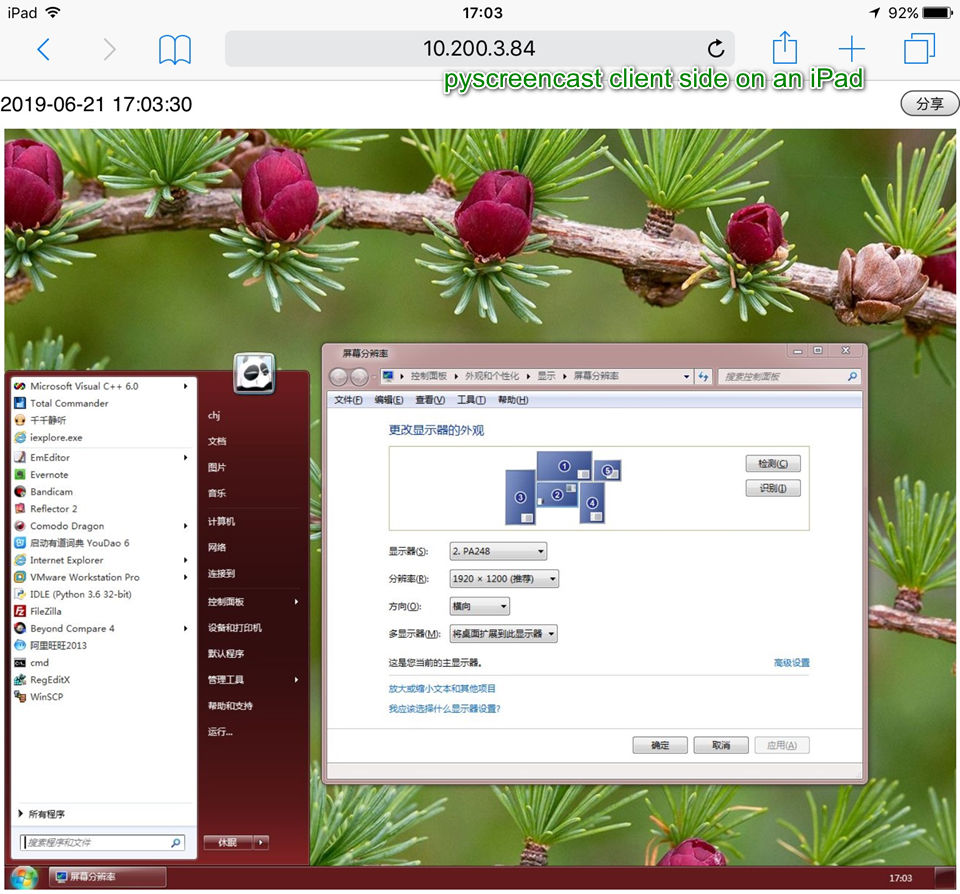 iPad 17:03 92%
10.200.3.84
pyscreencast client side on an iPad
2019-06-21 17:03:30 分享
屏幕分辨率
控制面板 外观和个性化 显示 屏幕分辨率 搜索控制面板
文件(F) 编辑(E) 查看(V) 工具(T) 帮助(H)
更改显示器的外观
1
2
3
4
5
检测(C)
识别(I)
显示器(S): 2. PA248
分辨率(R): 1920 × 1200 (推荐)
方向(O): 横向
多显示器(M): 将桌面扩展到此显示器
这是您当前的主显示器。 高级设置
放大或缩小文本和其他项目
我应该选择什么显示器设置?
确定 取消 应用(A)
Microsoft Visual C++ 6.0
Total Commander
千千静听
iexplore.exe
EmEditor
Evernote
Bandicam
Reflector 2
Comodo Dragon
启动有道词典 YouDao 6
Internet Explorer
VMware Workstation Pro
IDLE (Python 3.6 32-bit)
FileZilla
Beyond Compare 4
阿里旺旺2013
cmd
RegEditX
WinSCP
所有程序
搜索程序和文件
chj
文档
图片
音乐
计算机
网络
连接到
控制面板
设备和打印机
默认程序
管理工具
帮助和支持
运行...
休眠
屏幕分辨率 17:03